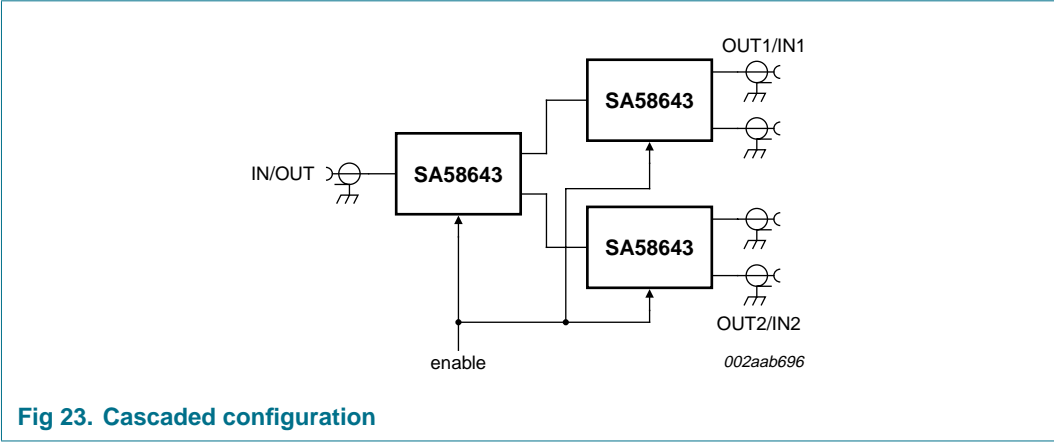 OUT1/IN1
SA58643
IN/OUT
SA58643
SA58643
OUT2/IN2
enable
002aab696
Fig 23. Cascaded configuration